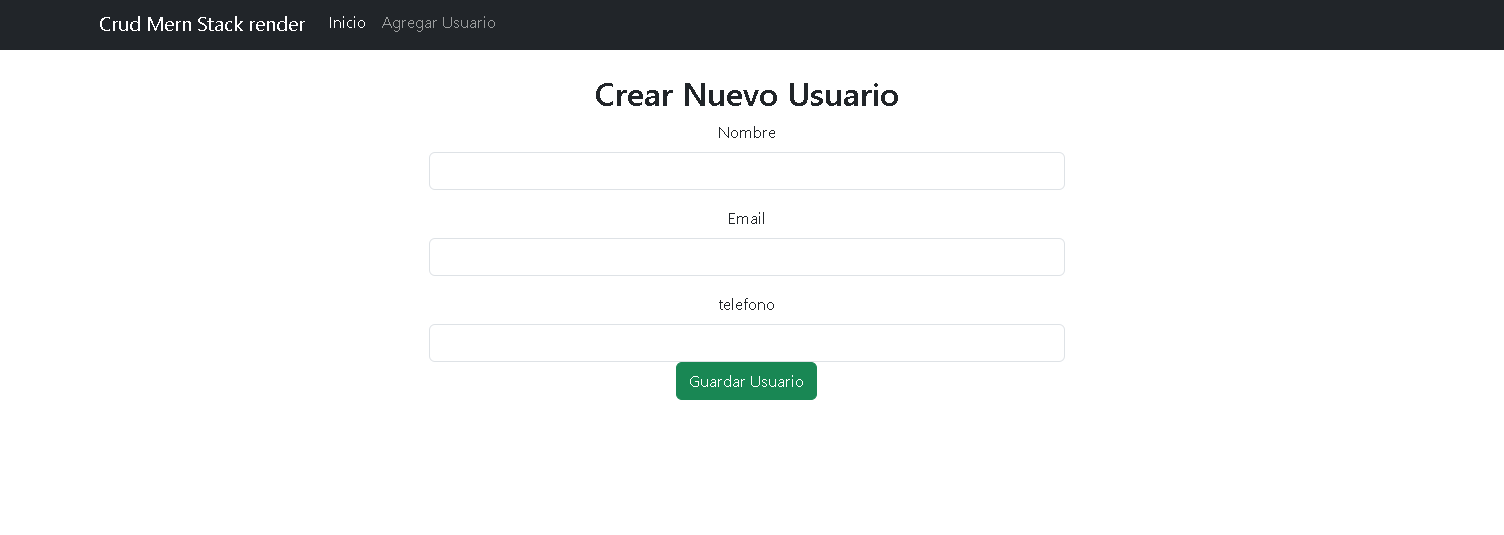 Crud Mern Stack render Inicio Agregar Usuario
Crear Nuevo Usuario
Nombre
Email
telefono
Guardar Usuario